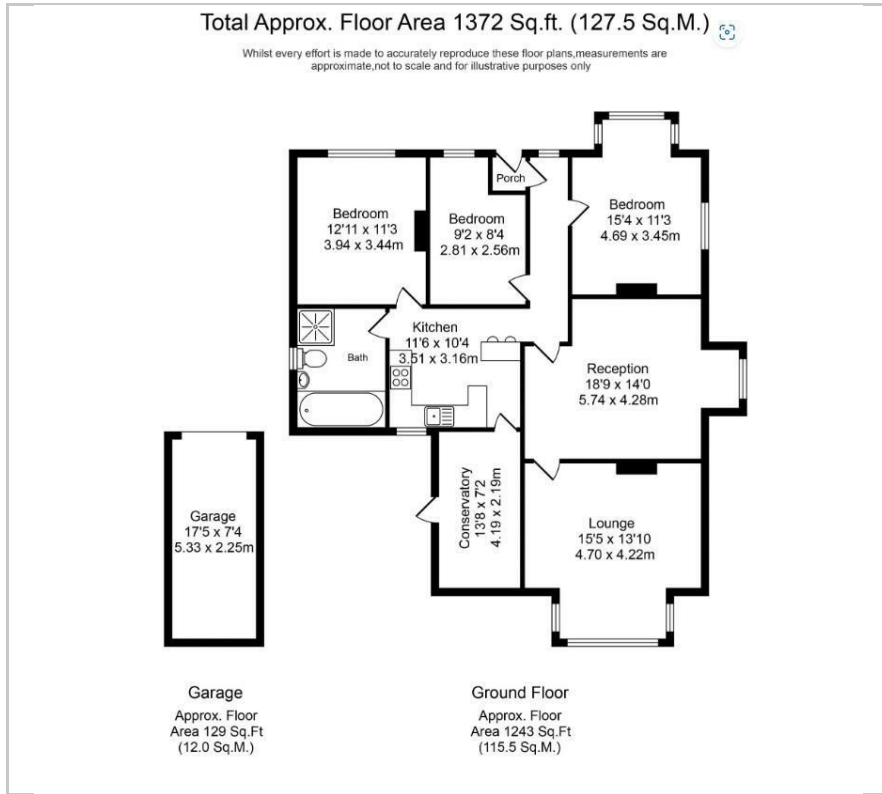 Total Approx. Floor Area 1372 Sq.ft. (127.5 Sq.M.)
Whilst every effort is made to accurately reproduce these floor plans,measurements are
approximate,not to scale and for illustrative purposes only
Porch
Bedroom
12'11 x 11'3
3.94 x 3.44m
Bedroom
9'2 x 8'4
2.81 x 2.56m
Bedroom
15'4 x 11'3
4.69 x 3.45m
Bath
Kitchen
11'6 x 10'4
3.51 x 3.16m
Reception
18'9 x 14'0
5.74 x 4.28m
Conservatory
13'8 x 7'2
4.19 x 2.19m
Lounge
15'5 x 13'10
4.70 x 4.22m
Garage
17'5 x 7'4
5.33 x 2.25m
Garage
Approx. Floor
Area 129 Sq.Ft
(12.0 Sq.M.)
Ground Floor
Approx. Floor
Area 1243 Sq.Ft
(115.5 Sq.M.)